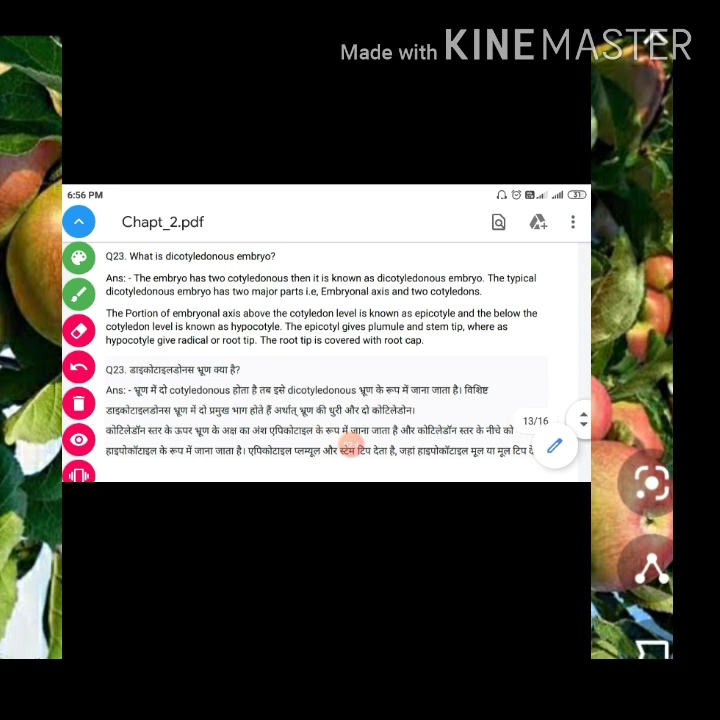 Made with KINEMASTER
6:56 PM
31
Chapt_2.pdf
Q23. What is dicotyledonous embryo?
Ans: - The embryo has two cotyledonous then it is known as dicotyledonous embryo. The typical
dicotyledonous embryo has two major parts i.e, Embryonal axis and two cotyledons.
The Portion of embryonal axis above the cotyledon level is known as epicotyle and the below the
cotyledon level is known as hypocotyle. The epicotyl gives plumule and stem tip, where as
hypocotyle give radical or root tip. The root tip is covered with root cap.
Q23. डाइकोटाइलडोनस भ्रूण क्या है?
Ans: - भ्रूण में दो cotyledonous होता है तब इसे dicotyledonous भ्रूण के रूप में जाना जाता है। विशिष्ट
डाइकोटाइलडोनस भ्रूण में दो प्रमुख भाग होते हैं अर्थात् भ्रूण की धुरी और दो कोटिलेडोन।
13/16
कोटिलेडॉन स्तर के ऊपर भ्रूण के अक्ष का अंश एपिकोटाइल के रूप में जाना जाता है और कोटिलेडॉन स्तर के नीचे को
हाइपोकॉटाइल के रूप में जाना जाता है। एपिकोटाइल प्लम्यूल और स्टेम टिप देता है, जहां हाइपोकॉटाइल मूल या मूल टिप